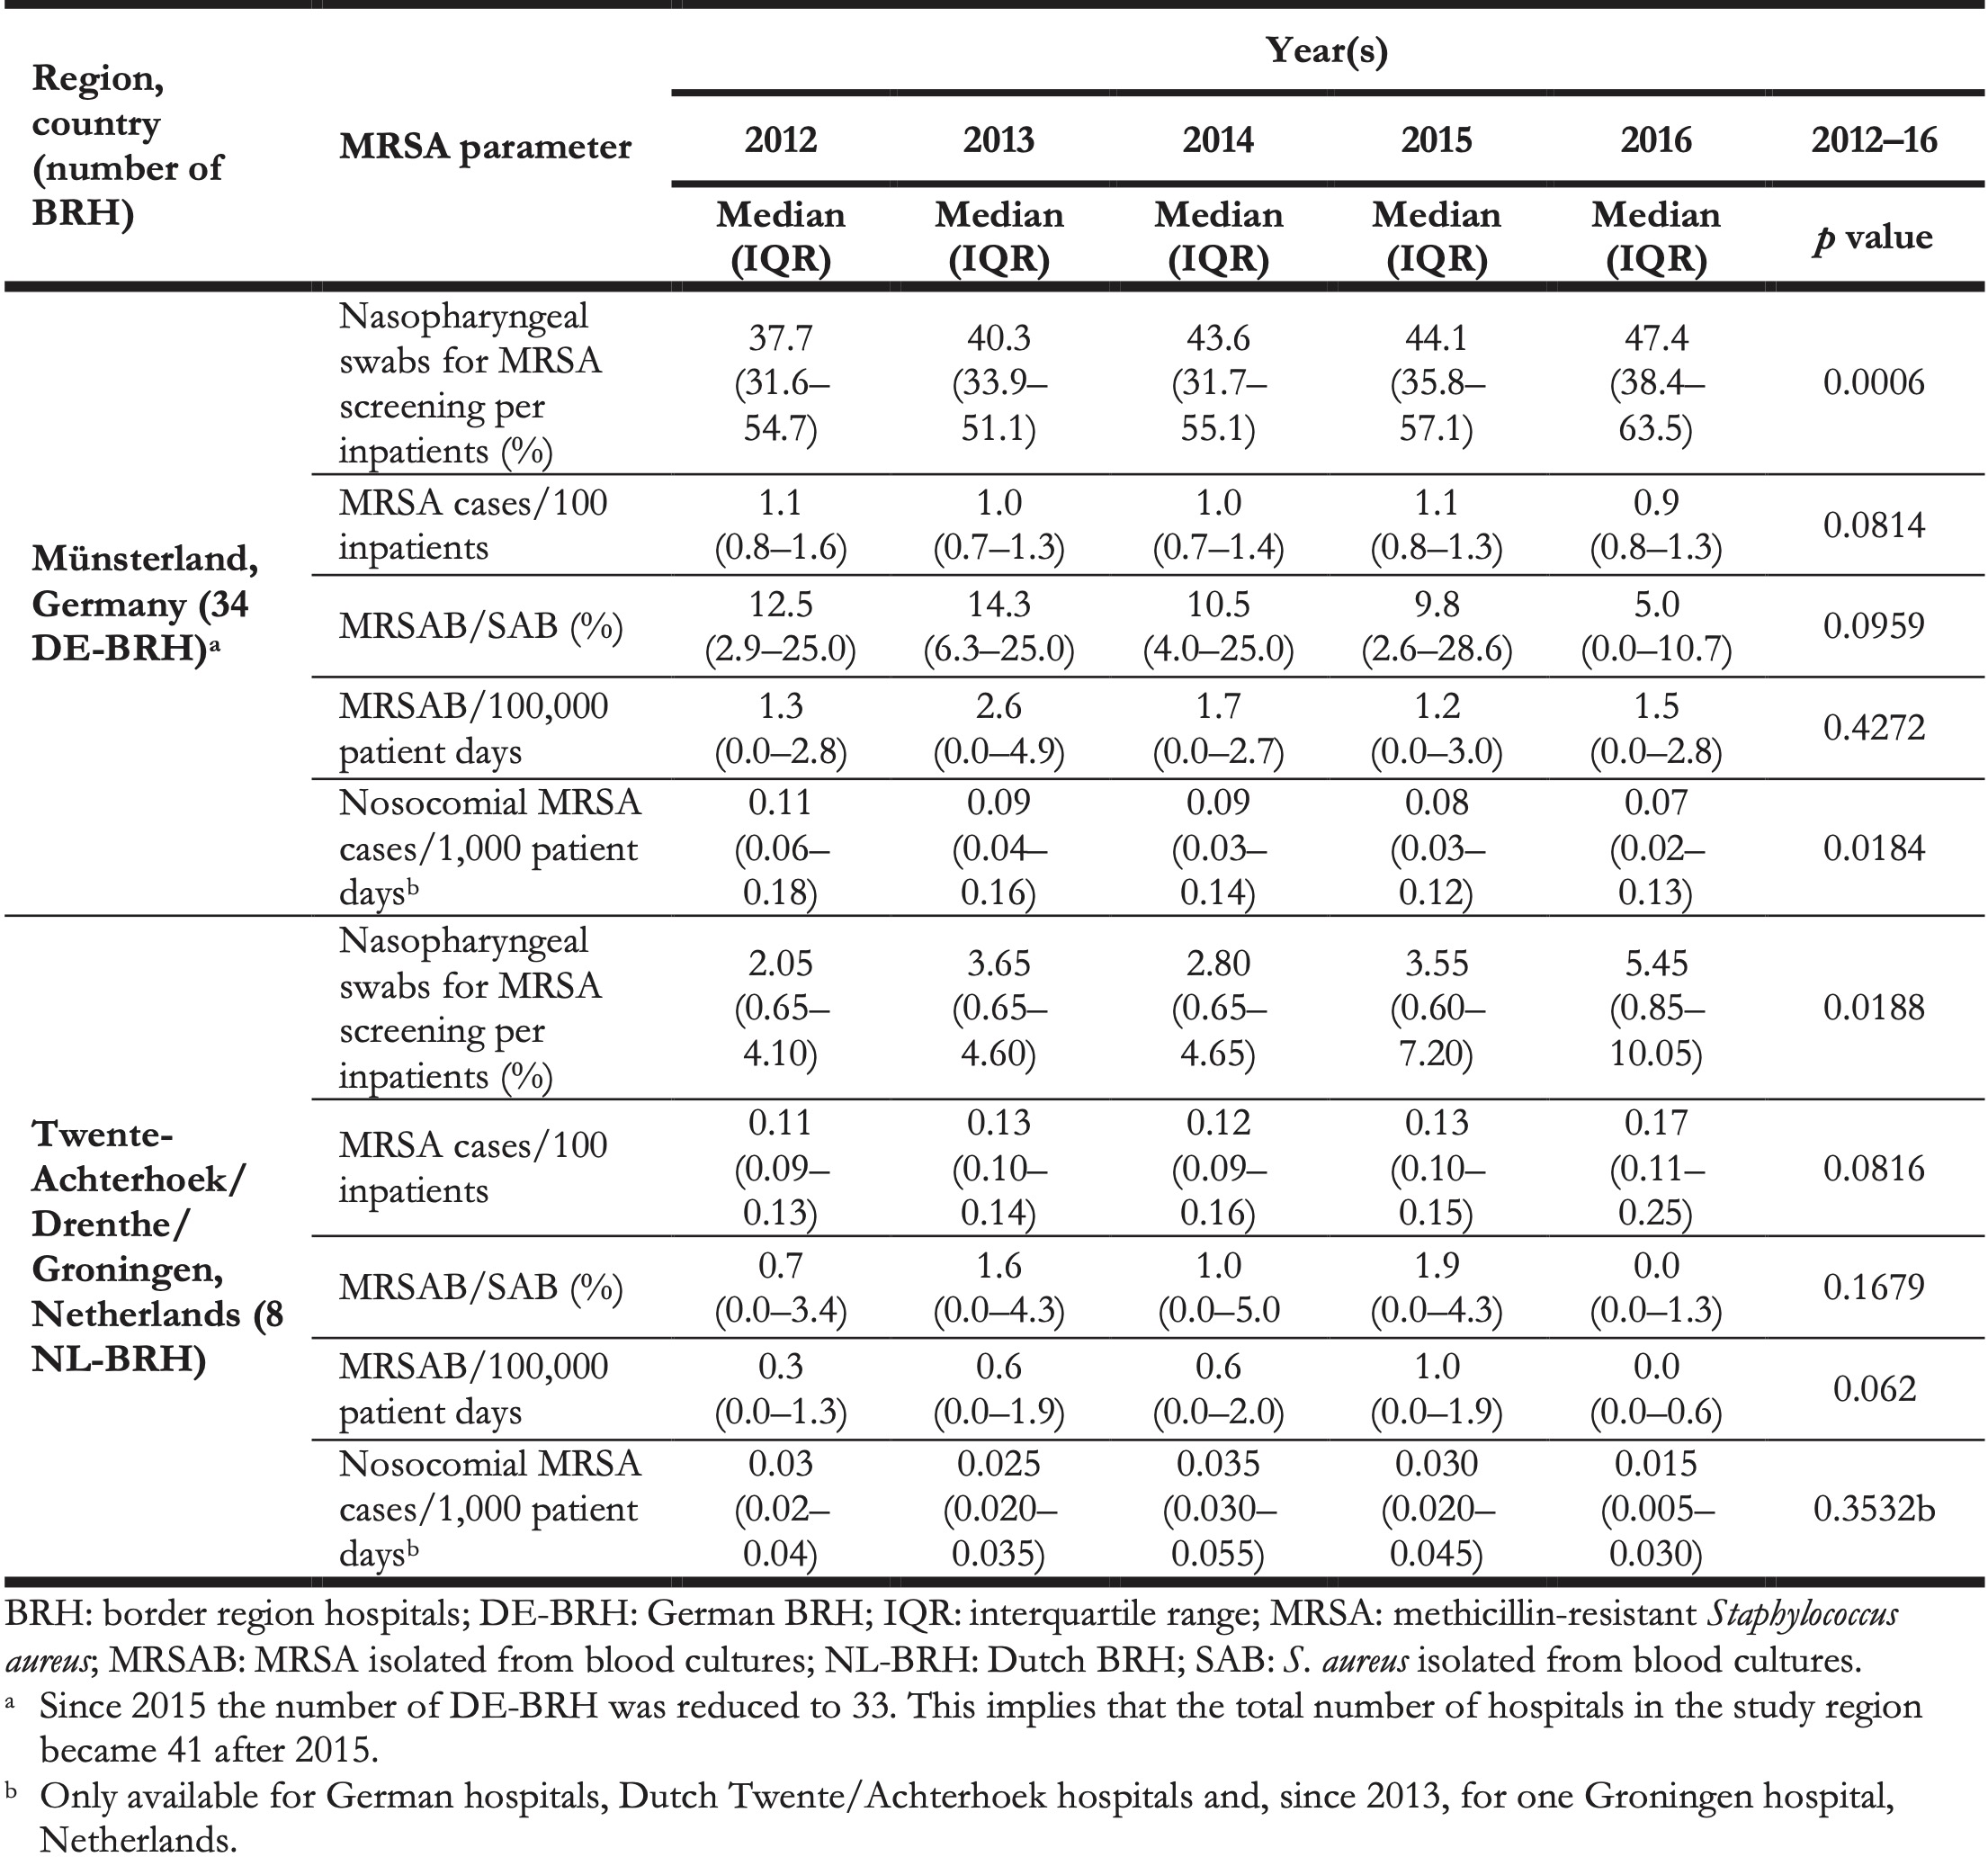 Region,
country
(number of
BRH)
MRSA parameter
Year(s)
2012 2013 2014 2015 2016 2012–16
Median
(IQR)
Median
(IQR)
Median
(IQR)
Median
(IQR)
Median
(IQR)
p value
Münsterland,
Germany (34
DE-BRH)ᵃ
Nasopharyngeal
swabs for MRSA
screening per
inpatients (%)
37.7
(31.6–
54.7)
40.3
(33.9–
51.1)
43.6
(31.7–
55.1)
44.1
(35.8–
57.1)
47.4
(38.4–
63.5)
0.0006
MRSA cases/100
inpatients
1.1
(0.8–1.6)
1.0
(0.7–1.3)
1.0
(0.7–1.4)
1.1
(0.8–1.3)
0.9
(0.8–1.3)
0.0814
MRSAB/SAB (%)
12.5
(2.9–25.0)
14.3
(6.3–25.0)
10.5
(4.0–25.0)
9.8
(2.6–28.6)
5.0
(0.0–10.7)
0.0959
MRSAB/100,000
patient days
1.3
(0.0–2.8)
2.6
(0.0–4.9)
1.7
(0.0–2.7)
1.2
(0.0–3.0)
1.5
(0.0–2.8)
0.4272
Nosocomial MRSA
cases/1,000 patient
daysᵇ
0.11
(0.06–
0.18)
0.09
(0.04–
0.16)
0.09
(0.03–
0.14)
0.08
(0.03–
0.12)
0.07
(0.02–
0.13)
0.0184
Twente-
Achterhoek/
Drenthe/
Groningen,
Netherlands (8
NL-BRH)
Nasopharyngeal
swabs for MRSA
screening per
inpatients (%)
2.05
(0.65–
4.10)
3.65
(0.65–
4.60)
2.80
(0.65–
4.65)
3.55
(0.60–
7.20)
5.45
(0.85–
10.05)
0.0188
MRSA cases/100
inpatients
0.11
(0.09–
0.13)
0.13
(0.10–
0.14)
0.12
(0.09–
0.16)
0.13
(0.10–
0.15)
0.17
(0.11–
0.25)
0.0816
MRSAB/SAB (%)
0.7
(0.0–3.4)
1.6
(0.0–4.3)
1.0
(0.0–5.0
1.9
(0.0–4.3)
0.0
(0.0–1.3)
0.1679
MRSAB/100,000
patient days
0.3
(0.0–1.3)
0.6
(0.0–1.9)
0.6
(0.0–2.0)
1.0
(0.0–1.9)
0.0
(0.0–0.6)
0.062
Nosocomial MRSA
cases/1,000 patient
daysᵇ
0.03
(0.02–
0.04)
0.025
(0.020–
0.035)
0.035
(0.030–
0.055)
0.030
(0.020–
0.045)
0.015
(0.005–
0.030)
0.3532b
BRH: border region hospitals; DE-BRH: German BRH; IQR: interquartile range; MRSA: methicillin-resistant Staphylococcus
aureus; MRSAB: MRSA isolated from blood cultures; NL-BRH: Dutch BRH; SAB: S. aureus isolated from blood cultures.
ᵃ Since 2015 the number of DE-BRH was reduced to 33. This implies that the total number of hospitals in the study region
became 41 after 2015.
ᵇ Only available for German hospitals, Dutch Twente/Achterhoek hospitals and, since 2013, for one Groningen hospital,
Netherlands.